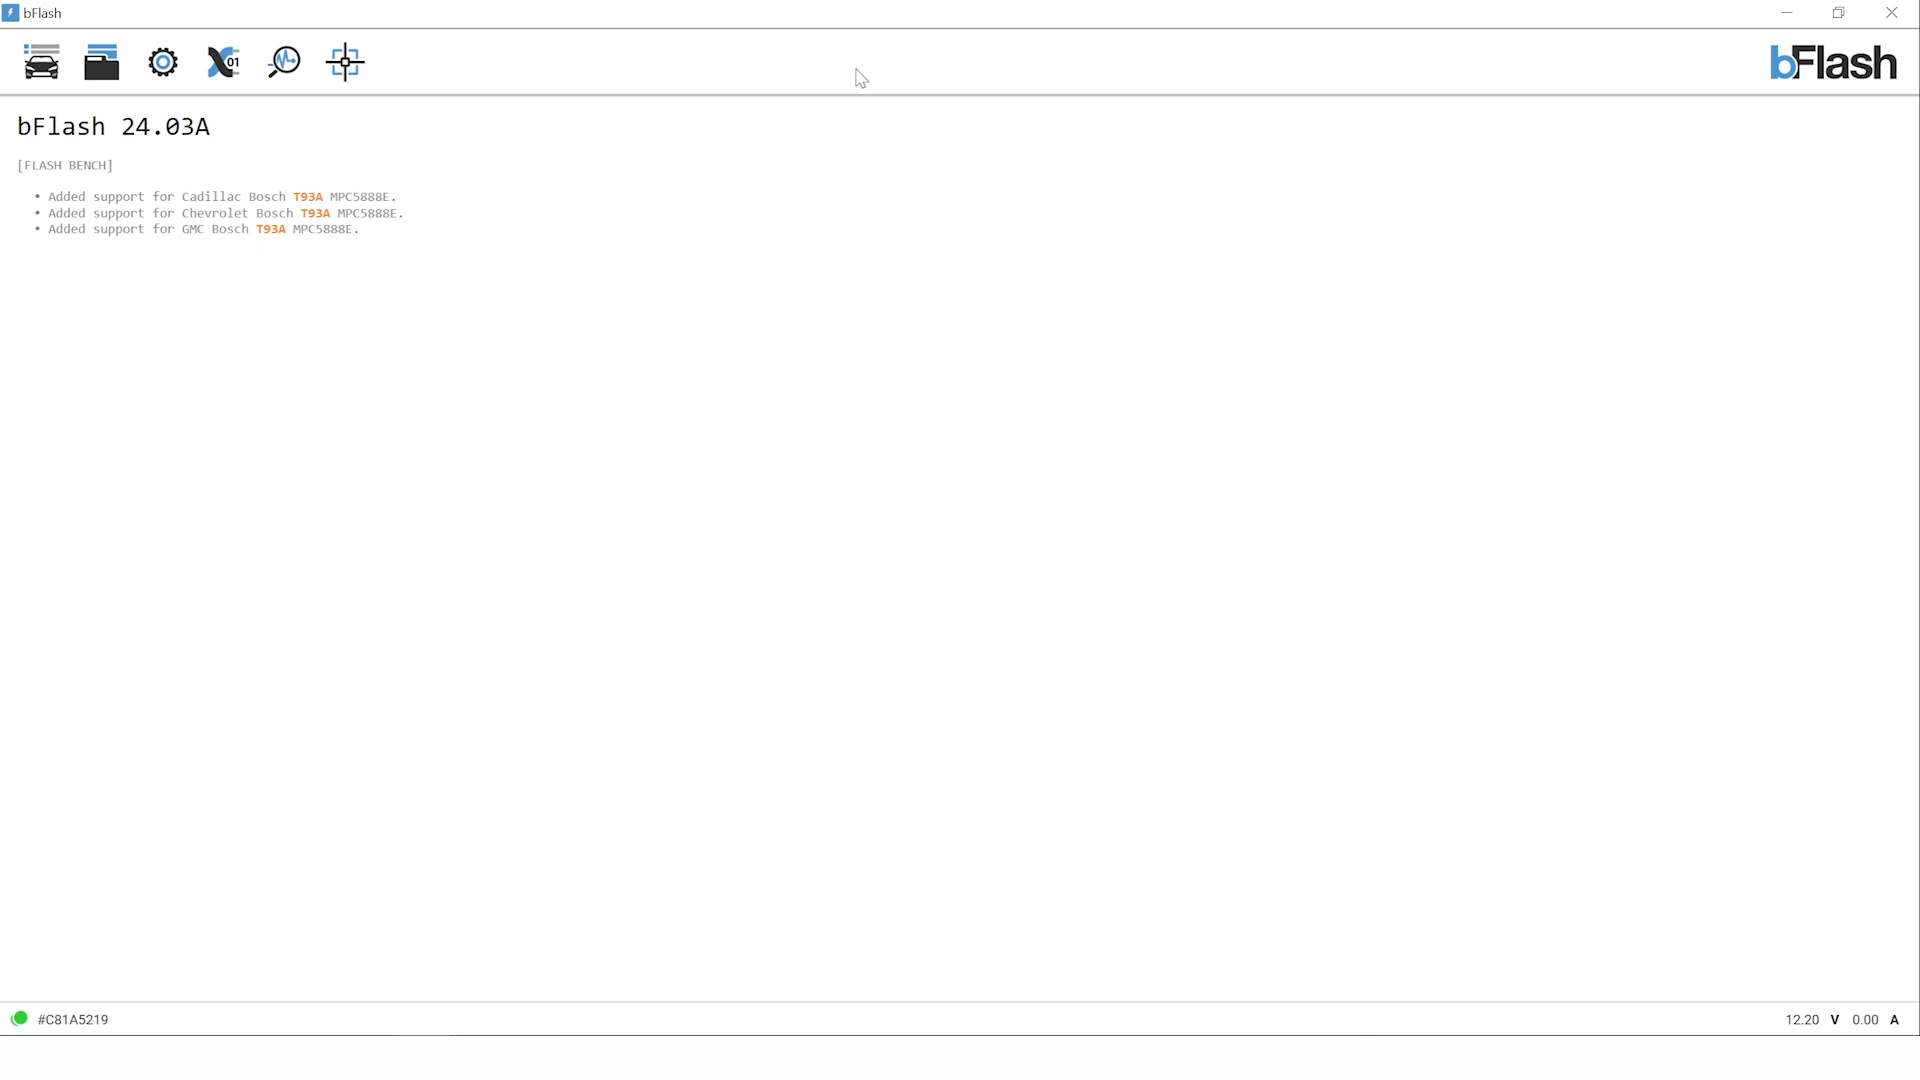 bFlash
01
bFlash
bFlash 24.03A
[FLASH BENCH]
• Added support for Cadillac Bosch T93A MPC5888E.
• Added support for Chevrolet Bosch T93A MPC5888E.
• Added support for GMC Bosch T93A MPC5888E.
#C81A5219
12.20 V 0.00 A